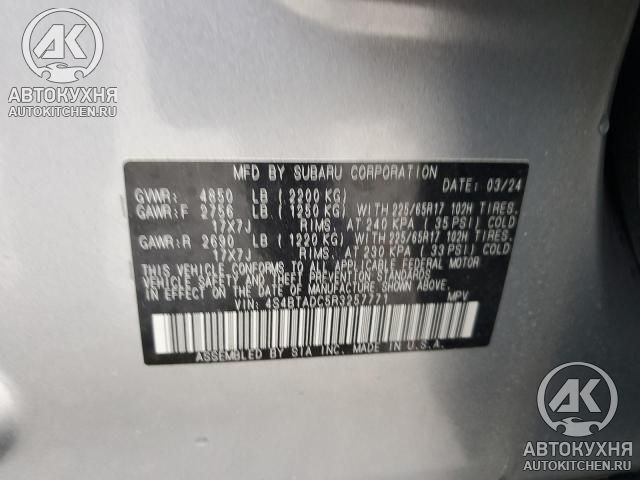 AK
АВТОКУХНЯ
AUTOKITCHEN.RU
MFD BY SUBARU CORPORATION
DATE: 03/24
GVWR: 4850 LB (2200 KG)
GAWR:F 2756 LB (1250 KG) WITH 225/65R17 102H TIRES,
17X7J RIMS, AT 240 KPA (35 PSI) COLD
GAWR:R 2690 LB (1220 KG) WITH 225/65R17 102H TIRES,
17X7J RIMS, AT 230 KPA (33 PSI) COLD
THIS VEHICLE CONFORMS TO ALL APPLICABLE FEDERAL MOTOR
VEHICLE SAFETY STANDARDS
IN EFFECT ON THE DATE OF MANUFACTURE SHOWN ABOVE.
VIN: 4S4BTADC5R3257771 MPV
ASSEMBLED BY SIA INC. MADE IN U.S.A.
AK
АВТОКУХНЯ
AUTOKITCHEN.RU